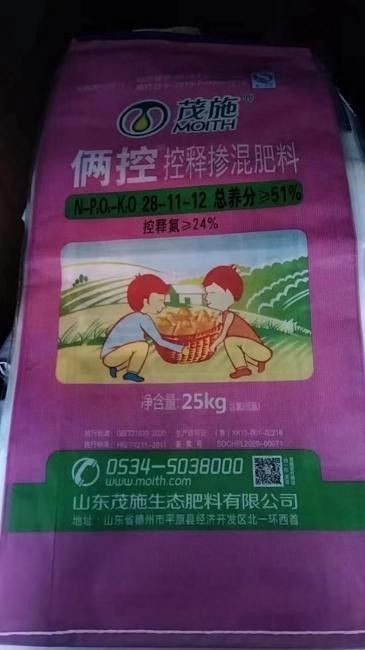 茂施®
MOITH
俩控® 控释掺混肥料
N-P₂O₅-K₂O 28-11-12 总养分≥51%
控释氮≥24%
净含量:25kg
0534-5038000
www.moith.com
山东茂施生态肥料有限公司
地址:山东省德州市平原县经济开发区北一环西首